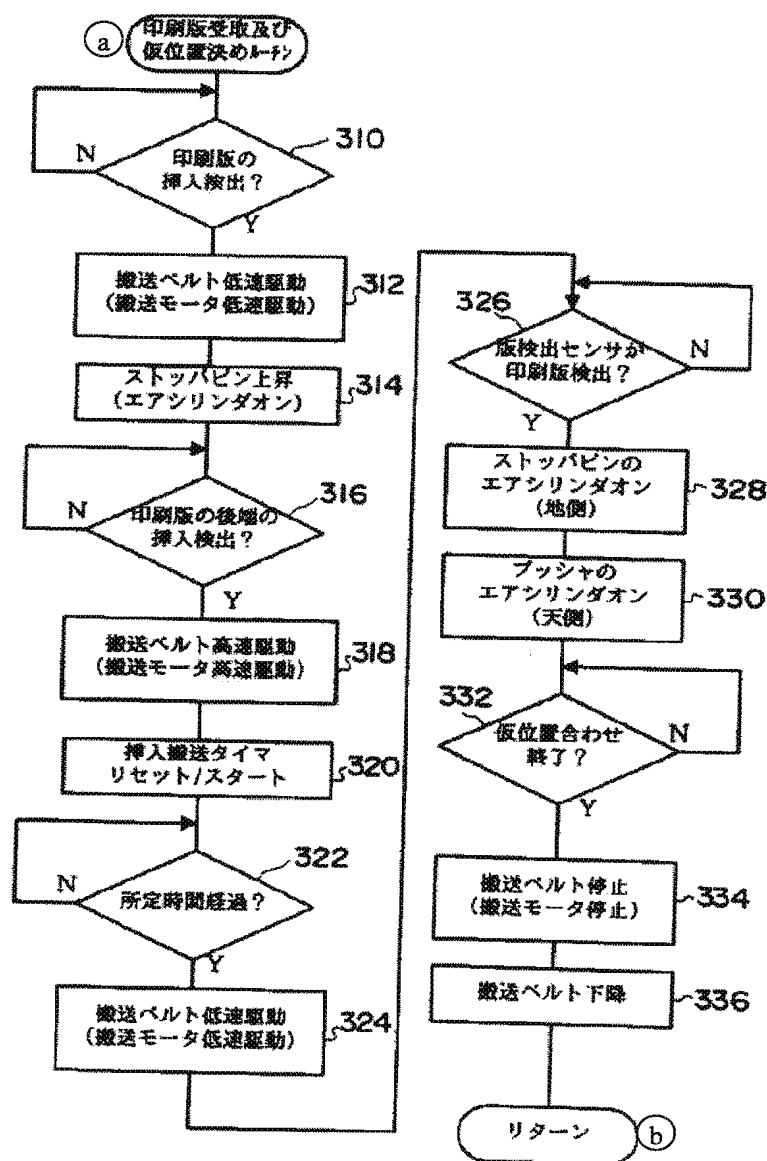 a
印刷版受取及び
仮位置決めルーチン
310
N
印刷版の
挿入検出？
Y
搬送ベルト低速駆動
(搬送モータ低速駆動)
312
ストッパピン上昇
(エアシリンダオン)
314
316
N
印刷版の後端の
挿入検出？
Y
搬送ベルト高速駆動
(搬送モータ高速駆動)
318
挿入搬送タイマ
リセット/スタート
320
322
N
所定時間経過？
Y
搬送ベルト低速駆動
(搬送モータ低速駆動)
324
326
版検出センサが
印刷版検出？
N
Y
ストッパピンの
エアシリンダオン
(地側)
328
プッシャの
エアシリンダオン
(天側)
330
332
仮位置合わせ
終了？
N
Y
搬送ベルト停止
(搬送モータ停止)
334
搬送ベルト下降
336
リターン
b